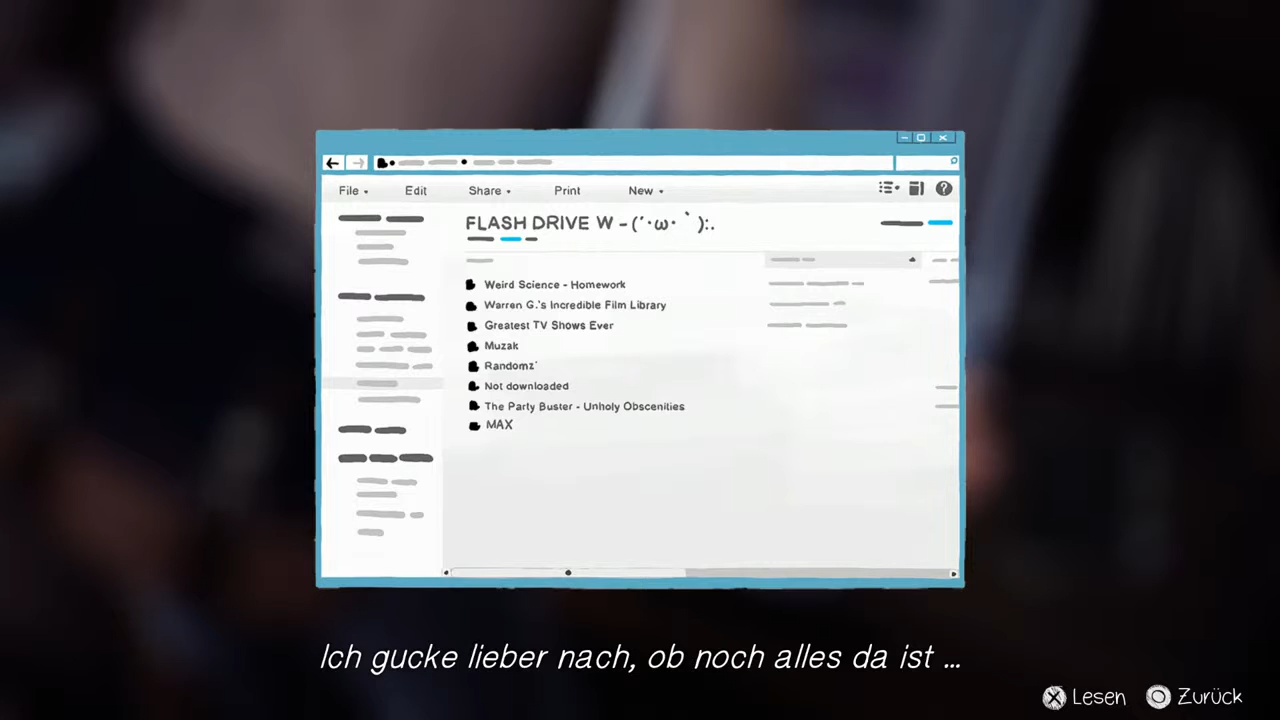 File
Edit
Share
Print
New
FLASH DRIVE W -(´･ω･`):.
Weird Science - Homework
Warren G.'s Incredible Film Library
Greatest TV Shows Ever
Muzak
Randomz'
Not downloaded
The Party Buster - Unholy Obscenities
MAX
Ich gucke lieber nach, ob noch alles da ist ...
Lesen
Zurück